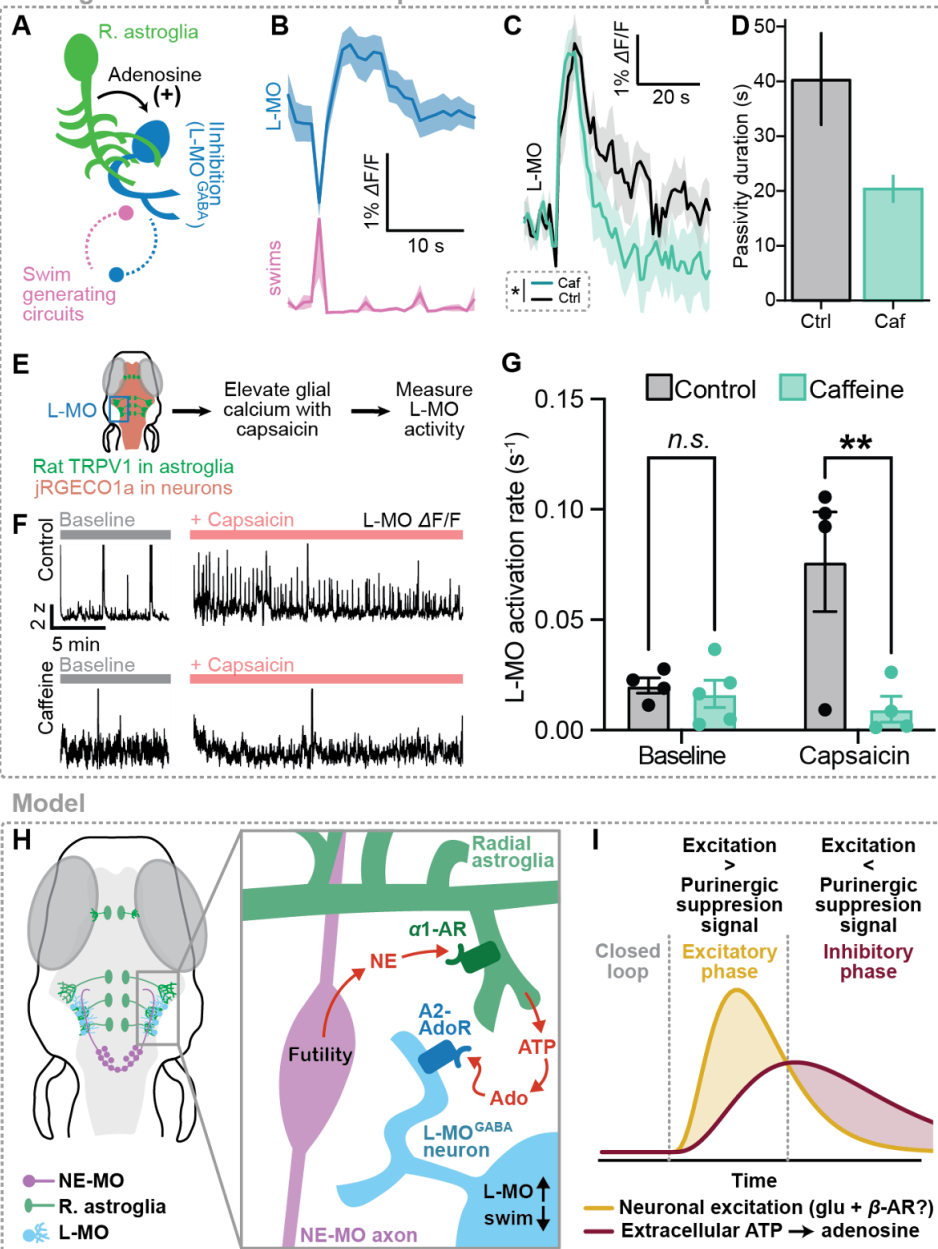 A
R. astroglia
Adenosine
(+)
IInhibition
(L-MO GABA)
Swim
generating
circuits
B
L-MO
swims
1% ΔF/F
10 s
C
1% ΔF/F
20 s
L-MO
*
Caf
Ctrl
D
Passivity duration (s)
40
30
20
10
0
Ctrl
Caf
E
L-MO
Elevate glial
calcium with
capsaicin
Measure
L-MO
activity
Rat TRPV1 in astroglia
jRGECO1a in neurons
F
Control
Baseline
+ Capsaicin
L-MO ΔF/F
2 z
5 min
Caffeine
Baseline
+ Capsaicin
G
Control
Caffeine
L-MO activation rate (s-1)
0.15
0.10
0.05
0.00
n.s.
**
Baseline
Capsaicin
Model
H
NE-MO
R. astroglia
L-MO
Radial
astroglia
α1-AR
NE
A2-
AdoR
Futility
ATP
Ado
L-MOGABA
neuron
L-MO
swim
NE-MO axon
I
Excitation
>
Purinergic
suppresion
signal
Excitation
<
Purinergic
suppresion
signal
Closed
loop
Excitatory
phase
Inhibitory
phase
Time
Neuronal excitation (glu + β-AR?)
Extracellular ATP → adenosine